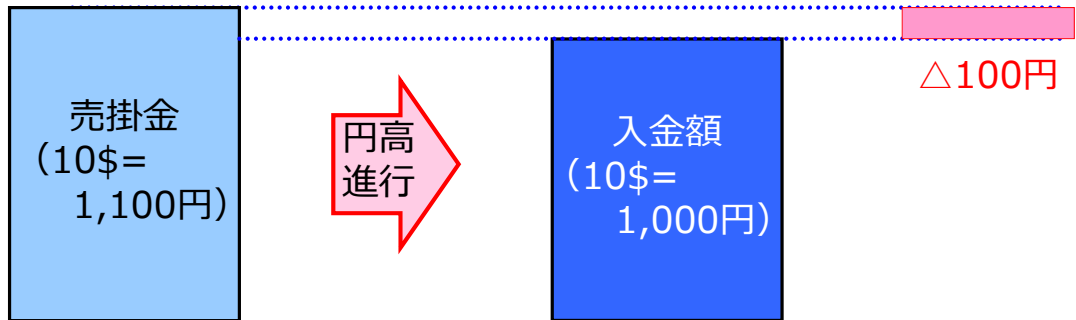 売掛金
（10$=
1,100円）
円高
進行
入金額
（10$=
1,000円）
△100円